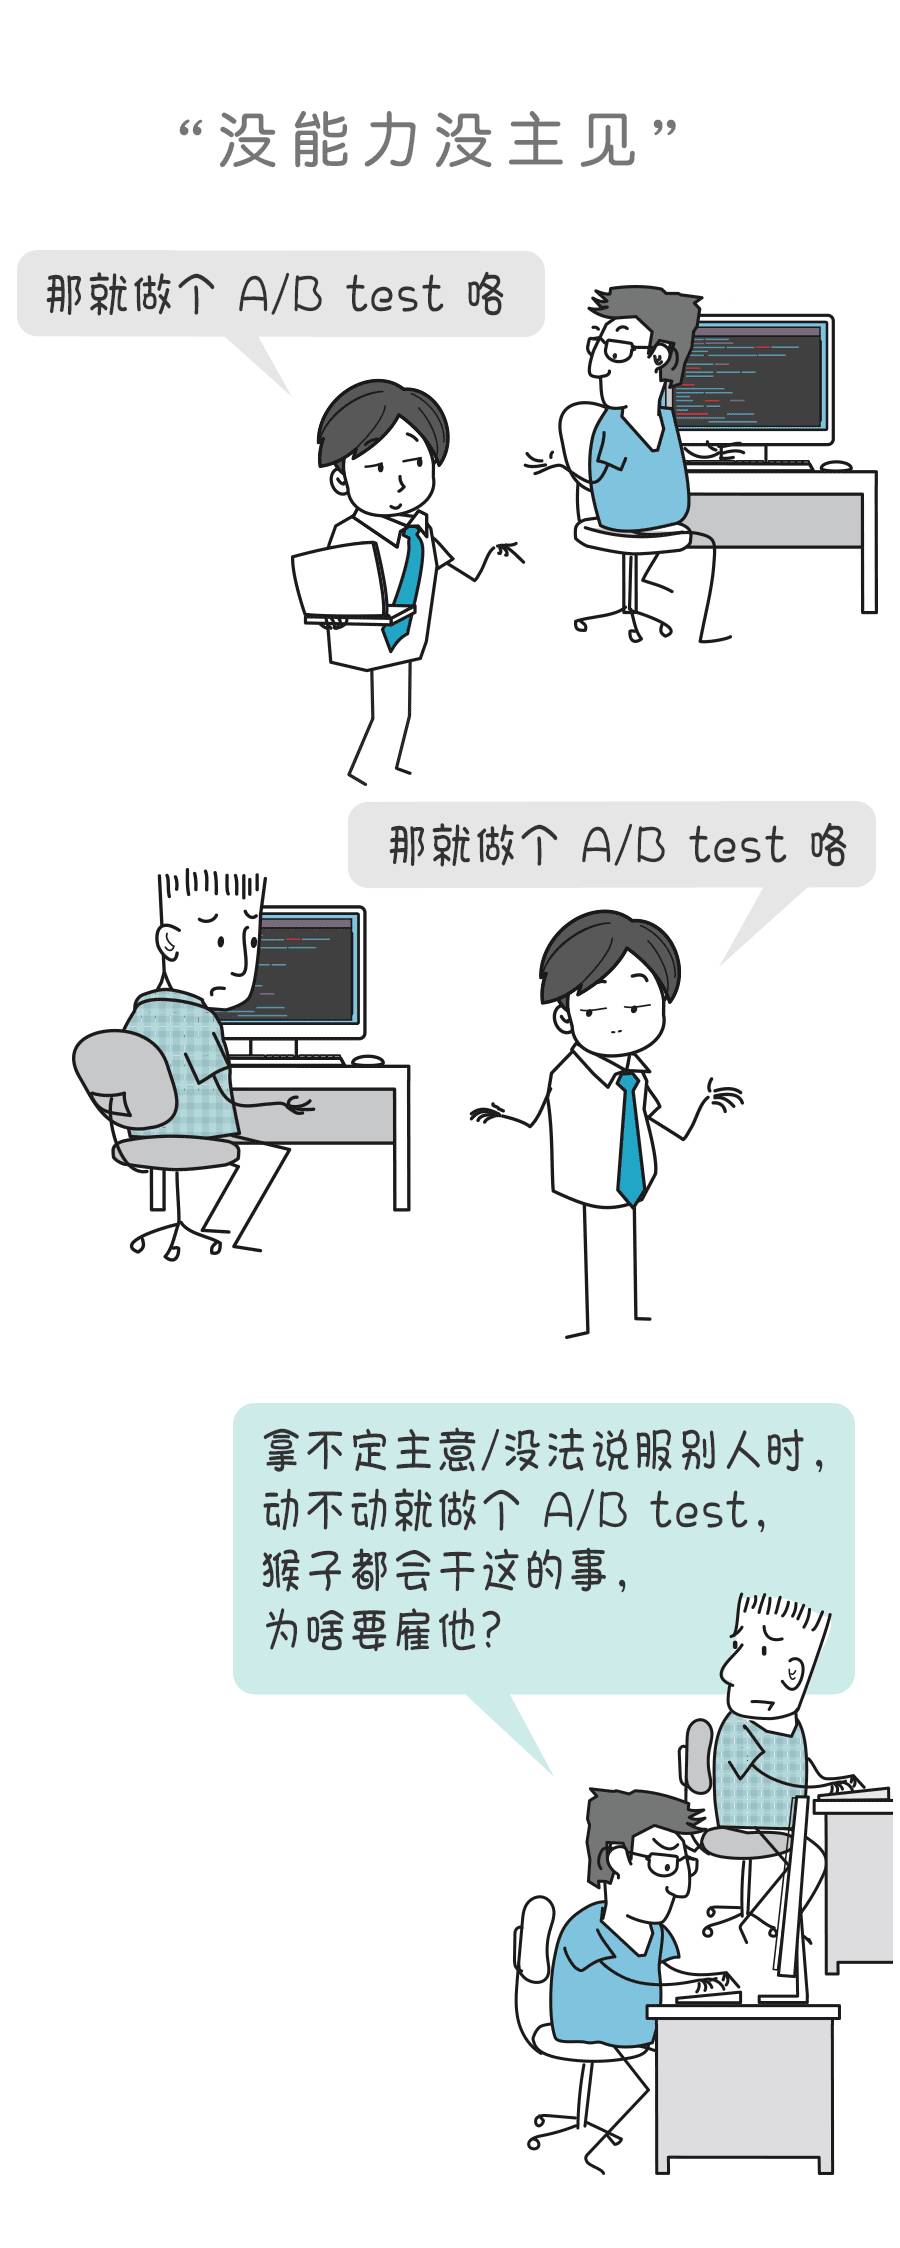 “没能力没主见”
那就做个 A/B test 咯
那就做个 A/B test 咯
拿不定主意/没法说服别人时，
动不动就做个 A/B test，
猴子都会干这的事，
为啥要雇他？